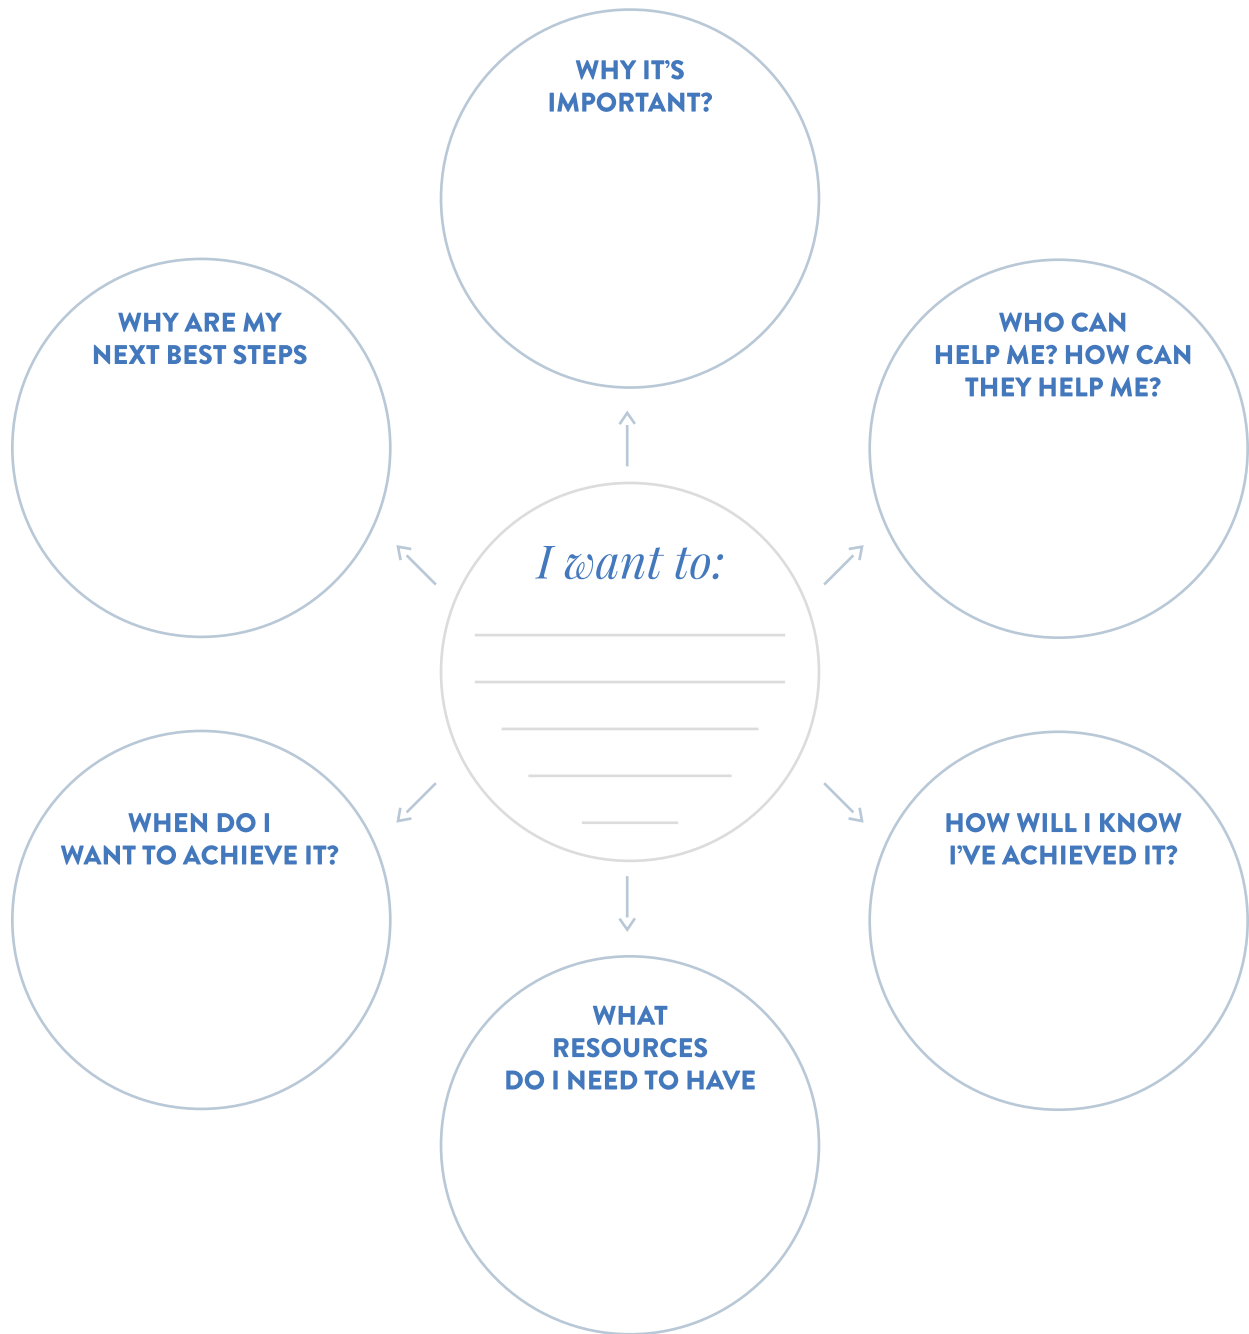 WHY IT’S
IMPORTANT?
WHY ARE MY
NEXT BEST STEPS
WHO CAN
HELP ME? HOW CAN
THEY HELP ME?
I want to:
WHEN DO I
WANT TO ACHIEVE IT?
HOW WILL I KNOW
I’VE ACHIEVED IT?
WHAT
RESOURCES
DO I NEED TO HAVE